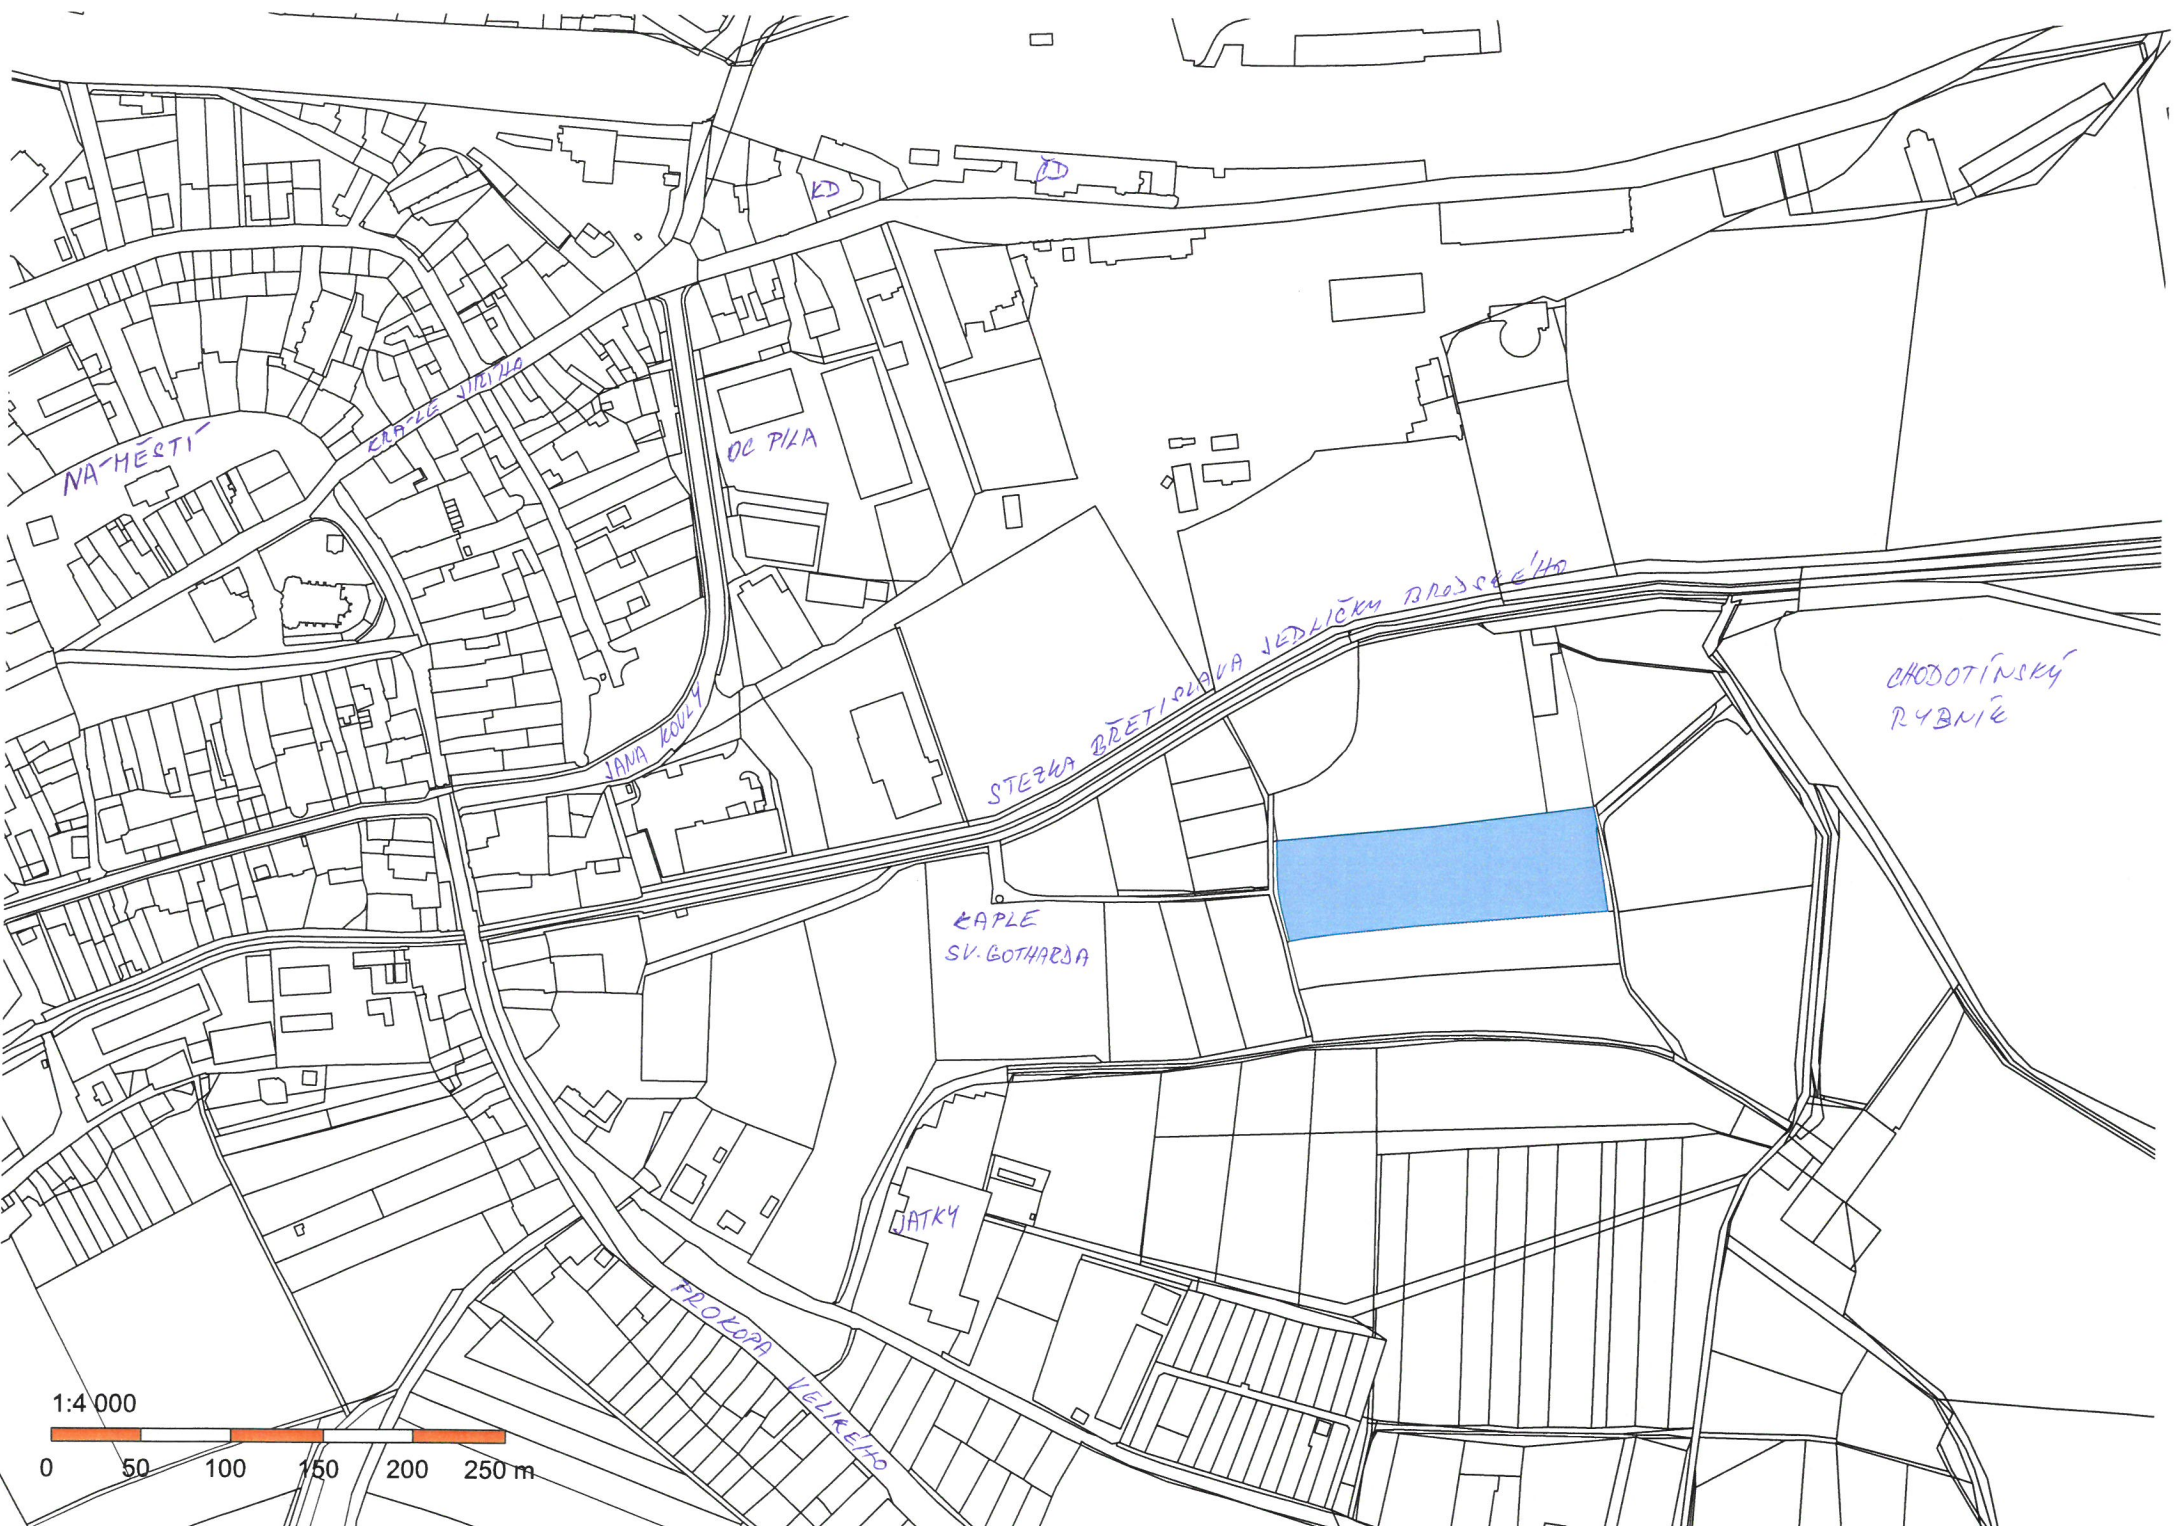 KD
ČD
KRÁLE JIŘÍHO
NÁMĚSTÍ
OC PILA
STEZKA BŘETISLAVA JEDLIČKY BRODSKÉHO
CHODOTÍNSKÝ
RYBNÍK
JANA KOULY
KAPLE
SV. GOTHARDA
JATKY
PROKOPA VELIKÉHO
1:4 000
0 50 100 150 200 250 m